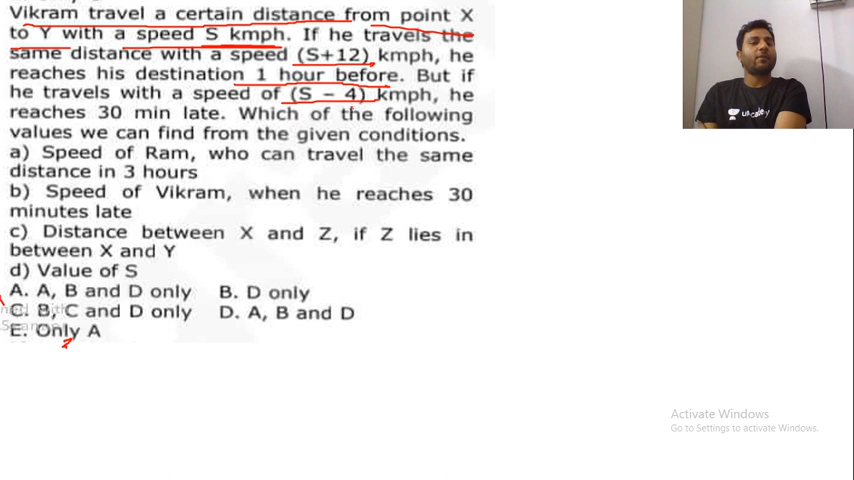 Vikram travel a certain distance from point X
to Y with a speed S kmph. If he travels the
same distance with a speed (S+12) kmph, he
reaches his destination 1 hour before. But if
he travels with a speed of (S – 4) kmph, he
reaches 30 min late. Which of the following
values we can find from the given conditions.
a) Speed of Ram, who can travel the same
distance in 3 hours
b) Speed of Vikram, when he reaches 30
minutes late
c) Distance between X and Z, if Z lies in
between X and Y
d) Value of S
A. A, B and D only B. D only
C. B, C and D only D. A, B and D
E. Only A
Activate Windows
Go to Settings to activate Windows.